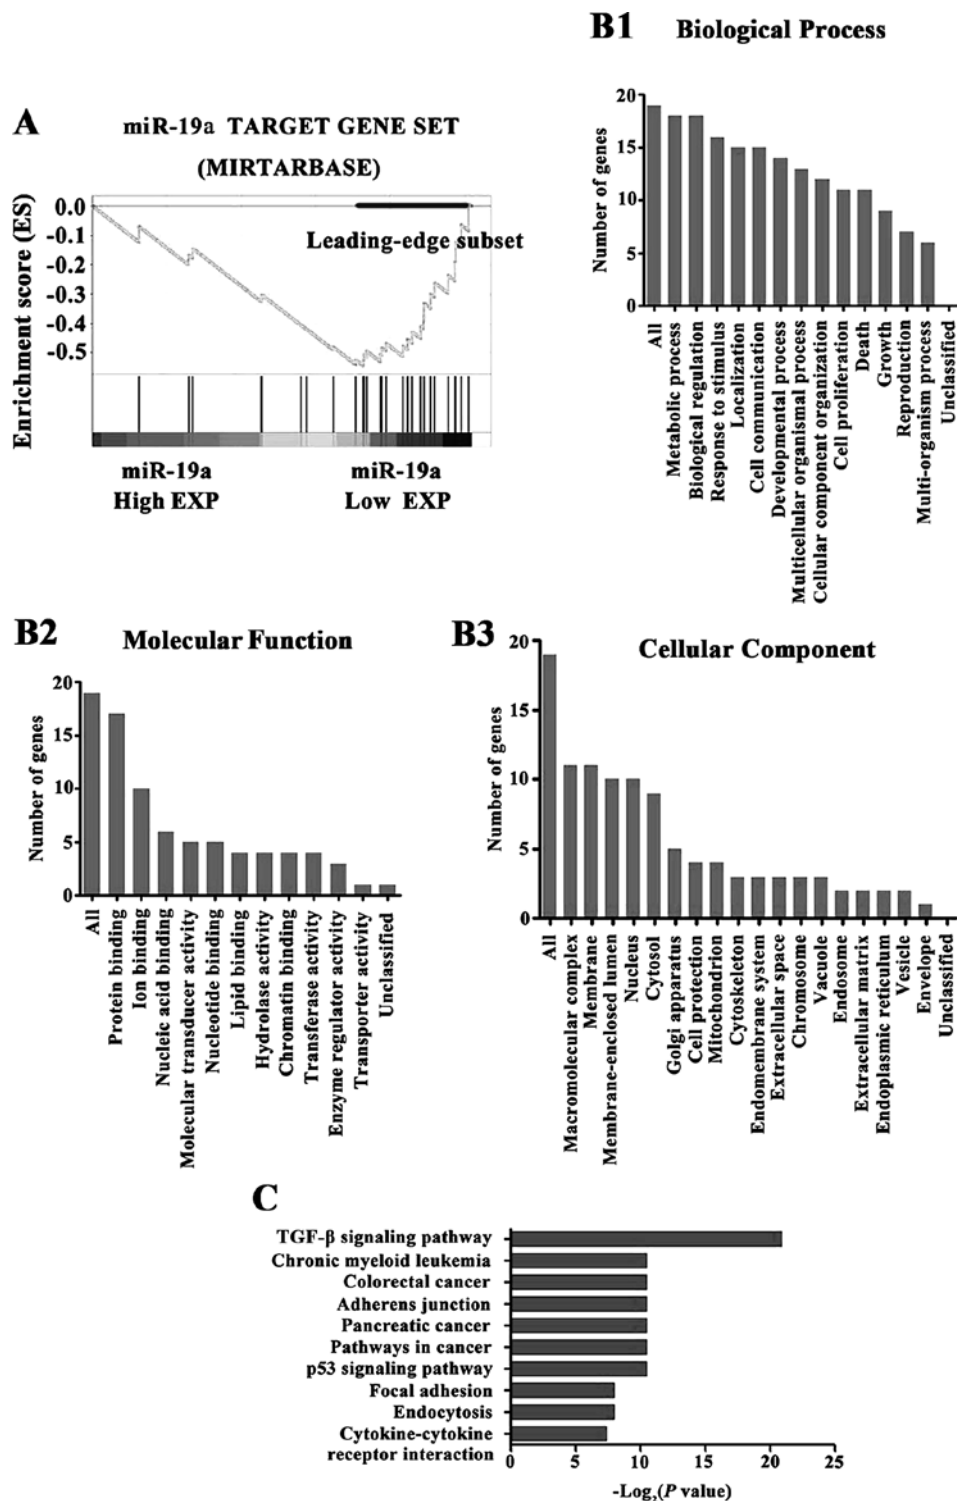 A
miR-19a TARGET GENE SET
(MIRTARBASE)
Enrichment score (ES)
0.0
-0.1
-0.2
-0.3
-0.4
-0.5
Leading-edge subset
miR-19a
High EXP
miR-19a
Low EXP
B1
Biological Process
Number of genes
20
15
10
5
0
All
Metabolic process
Biological regulation
Response to stimulus
Localization
Cell communication
Developmental process
Multicellular organismal process
Cellular component organization
Cell proliferation
Death
Growth
Reproduction
Multi-organism process
Unclassified
B2
Molecular Function
Number of genes
20
15
10
5
0
All
Protein binding
Ion binding
Nucleic acid binding
Molecular transducer activity
Nucleotide binding
Lipid binding
Hydrolase activity
Chromatin binding
Transferase activity
Enzyme regulator activity
Transporter activity
Unclassified
B3
Cellular Component
Number of genes
20
15
10
5
0
All
Macromolecular complex
Membrane
Membrane-enclosed lumen
Nucleus
Cytosol
Golgi apparatus
Cell protection
Mitochondrion
Cytoskeleton
Endomembrane system
Extracellular space
Chromosome
Vacuole
Endosome
Extracellular matrix
Endoplasmic reticulum
Vesicle
Envelope
Unclassified
C
TGF-β signaling pathway
Chronic myeloid leukemia
Colorectal cancer
Adherens junction
Pancreatic cancer
Pathways in cancer
p53 signaling pathway
Focal adhesion
Endocytosis
Cytokine-cytokine
receptor interaction
0 5 10 15 20 25
-Log₂(P value)